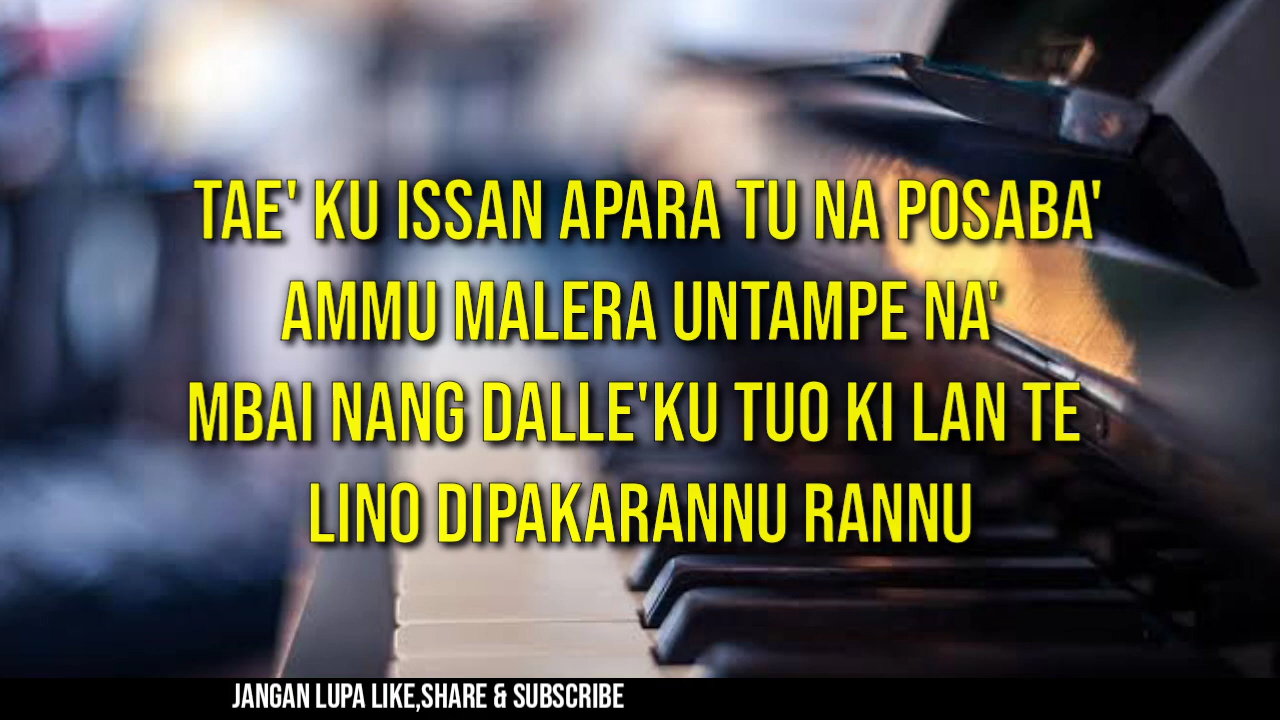 TAE' KU ISSAN APARA TU NA POSABA'
AMMU MALERA UNTAMPE NA'
MBAI NANG DALLE'KU TUO KI LAN TE
LINO DIPAKARANNU RANNU
JANGAN LUPA LIKE,SHARE & SUBSCRIBE